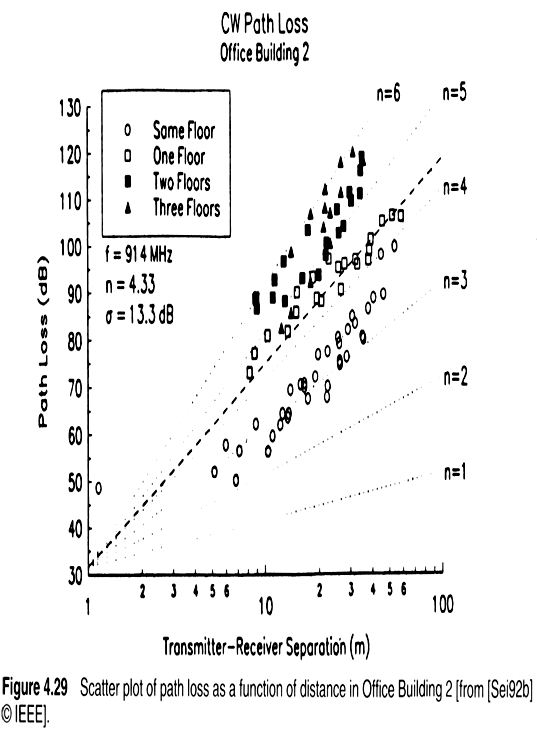 CW Path Loss
Office Building 2
n=6
n=5
130
Same Floor
One Floor
Two Floors
Three Floors
120
110
n=4
100
f = 914 MHz
n = 4.33
σ = 13.3 dB
90
n=3
80
70
n=2
60
50
n=1
40
30
Path Loss (dB)
1 2 3 4 5 6 10 2 3 4 5 6 100
Transmitter-Receiver Separation (m)
Figure 4.29 Scatter plot of path loss as a function of distance in Office Building 2 [from [Sei92b]
© IEEE].